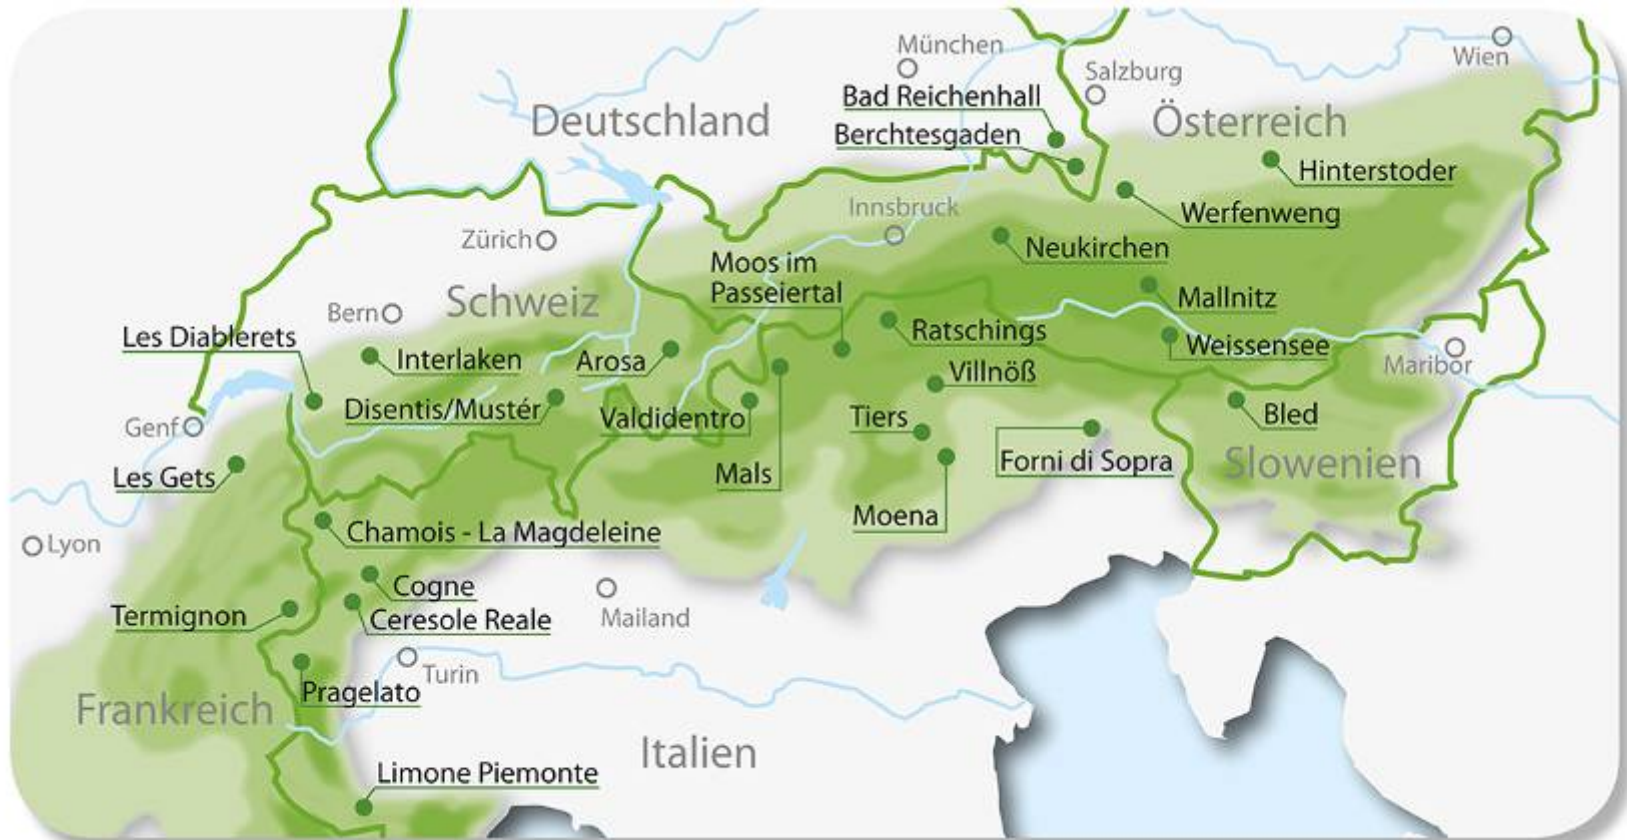 Wien
München
Salzburg
Bad Reichenhall
Deutschland
Österreich
Berchtesgaden
Hinterstoder
Innsbruck
Werfenweng
Zürich
Neukirchen
Moos im
Passeiertal
Schweiz
Mallnitz
Bern
Les Diablerets
Ratschings
Weissensee
Interlaken
Arosa
Maribor
Villnöß
Disentis/Mustér
Valdidentro
Tiers
Bled
Genf
Forni di Sopra
Slowenien
Les Gets
Mals
Moena
Chamois - La Magdeleine
Lyon
Cogne
Termignon
Ceresole Reale
Mailand
Turin
Pragelato
Frankreich
Italien
Limone Piemonte